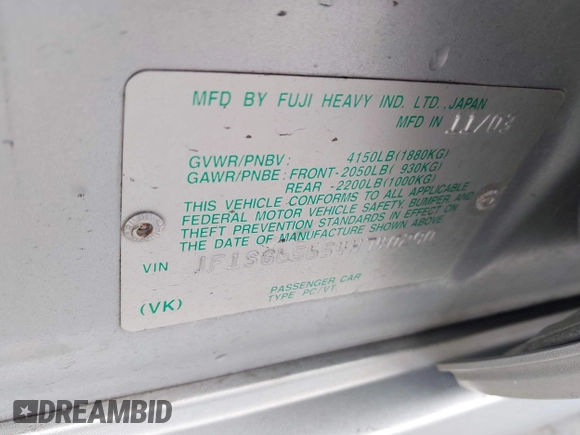 MFD BY FUJI HEAVY IND. LTD., JAPAN
MFD IN 11/03
GVWR/PNBV: 4150LB(1880KG)
GAWR/PNBE: FRONT-2050LB( 930KG)
REAR -2200LB(1000KG)
THIS VEHICLE CONFORMS TO ALL APPLICABLE
FEDERAL MOTOR VEHICLE SAFETY, BUMPER, AND
THEFT PREVENTION STANDARDS IN EFFECT ON
THE DATE OF MANUFACTURE SHOWN ABOVE.
VIN
PASSENGER CAR
(VK) TYPE PC/VT
DREAMBID